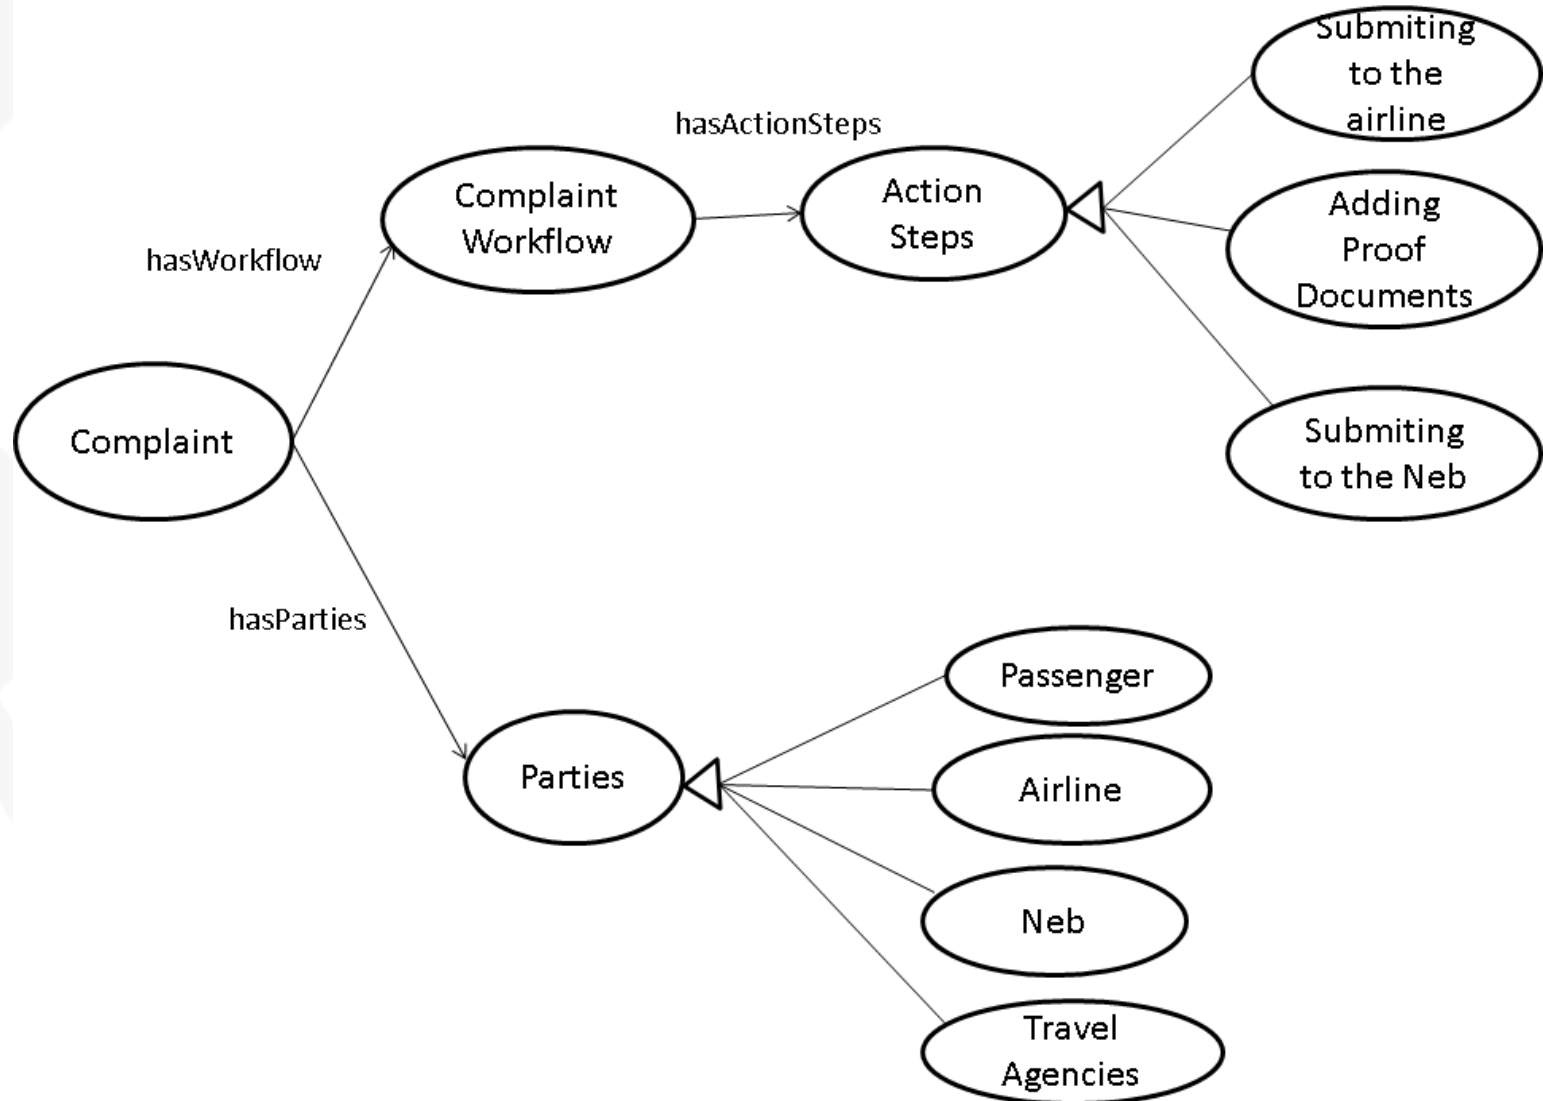 Submiting
to the
airline
hasActionSteps
Complaint
Workflow
Action
Steps
Adding
Proof
Documents
hasWorkflow
Complaint
Submiting
to the Neb
hasParties
Passenger
Parties
Airline
Neb
Travel
Agencies